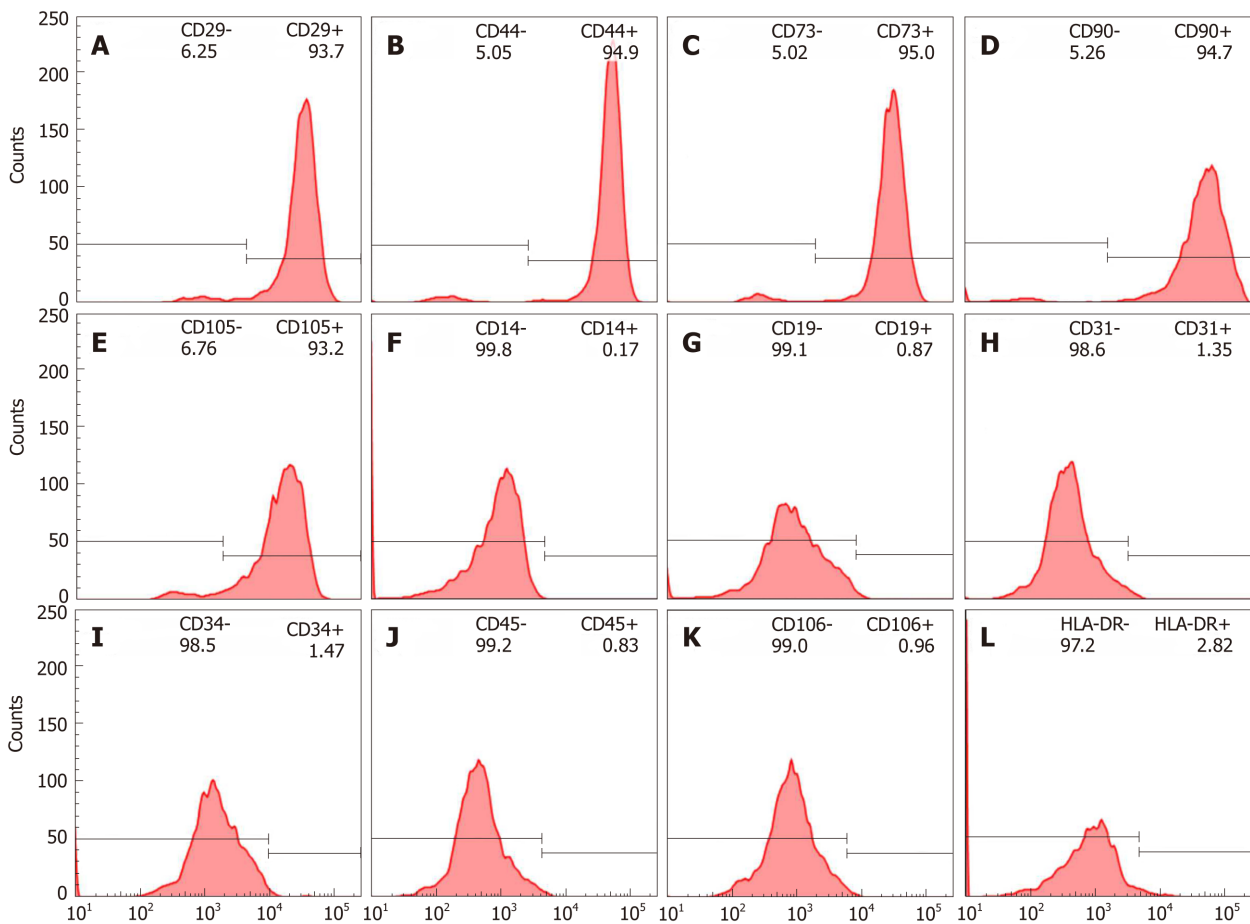 250
A CD29- CD29+ B CD44- CD44+ C CD73- CD73+ D CD90- CD90+
6.25 93.7 5.05 94.9 5.02 95.0 5.26 94.7
200
150
Counts
100
50
0
250
E CD105- CD105+ F CD14- CD14+ G CD19- CD19+ H CD31- CD31+
6.76 93.2 99.8 0.17 99.1 0.87 98.6 1.35
200
150
Counts
100
50
0
250
I CD34- CD34+ J CD45- CD45+ K CD106- CD106+ L HLA-DR- HLA-DR+
98.5 1.47 99.2 0.83 99.0 0.96 97.2 2.82
200
150
Counts
100
50
0
10¹ 10² 10³ 10⁴ 10⁵ 10¹ 10² 10³ 10⁴ 10⁵ 10¹ 10² 10³ 10⁴ 10⁵ 10¹ 10² 10³ 10⁴ 10⁵